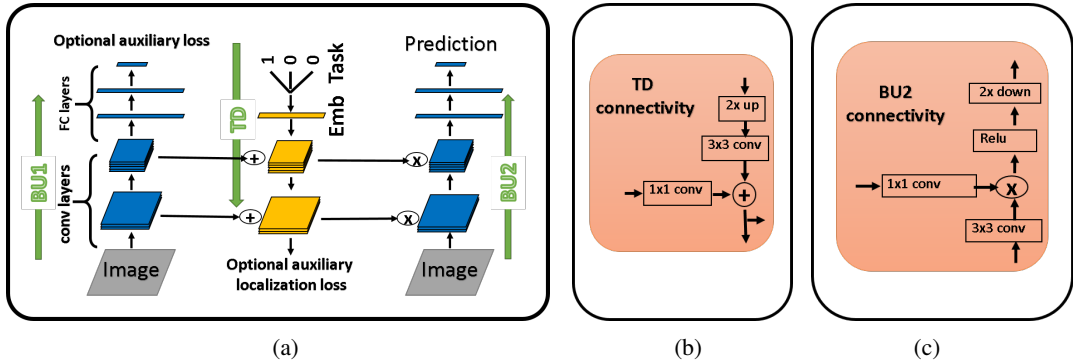 Optional auxiliary loss
FC layers
conv layers
BU1
Image
TD
1 0 0
Task
Emb
+
+
Optional auxiliary
localization loss
Prediction
x
x
BU2
Image
(a)
TD
connectivity
2x up
3x3 conv
1x1 conv
+
(b)
BU2
connectivity
2x down
Relu
1x1 conv
x
3x3 conv
(c)